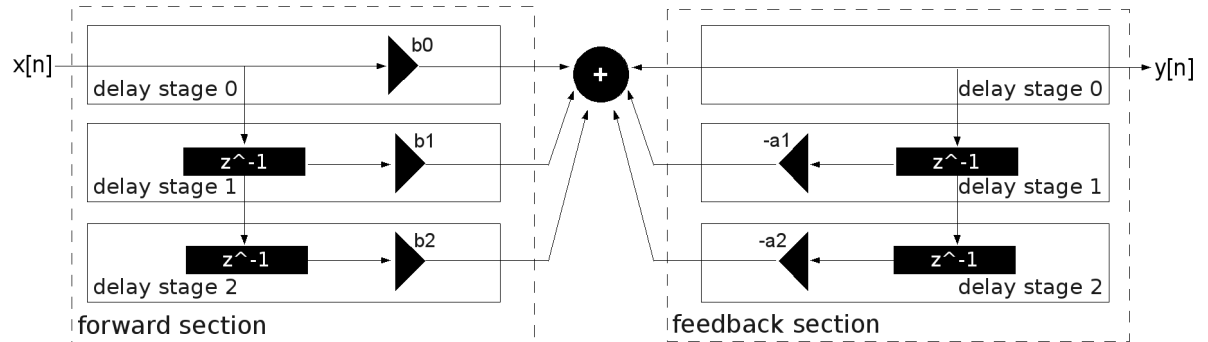 x[n]
b0
delay stage 0
z^-1
b1
delay stage 1
z^-1
b2
delay stage 2
forward section
+
y[n]
delay stage 0
-a1
z^-1
delay stage 1
-a2
z^-1
delay stage 2
feedback section